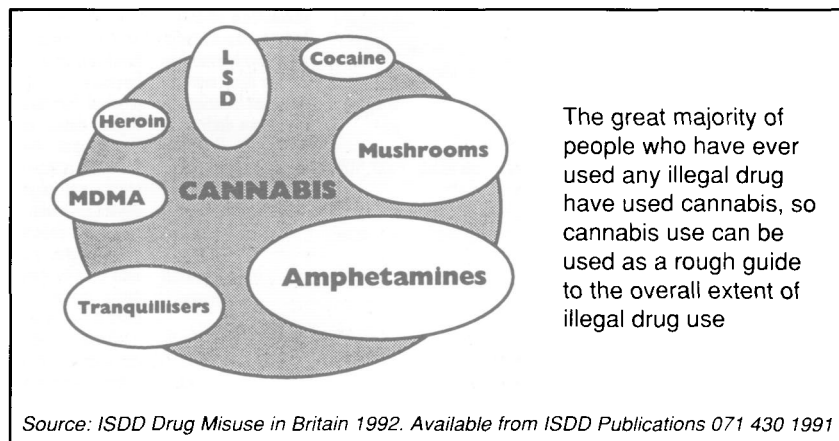 L
S
D
Cocaine
Heroin
Mushrooms
MDMA
CANNABIS
Amphetamines
Tranquillisers
The great majority of
people who have ever
used any illegal drug
have used cannabis, so
cannabis use can be
used as a rough guide
to the overall extent of
illegal drug use
Source: ISDD Drug Misuse in Britain 1992. Available from ISDD Publications 071 430 1991